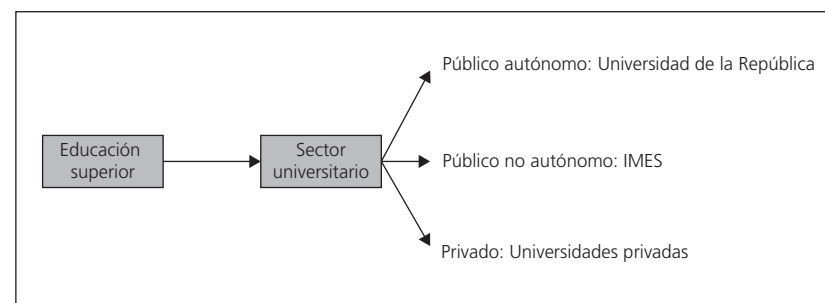 Público autónomo: Universidad de la República
Educación
superior
Sector
universitario
Público no autónomo: IMES
Privado: Universidades privadas